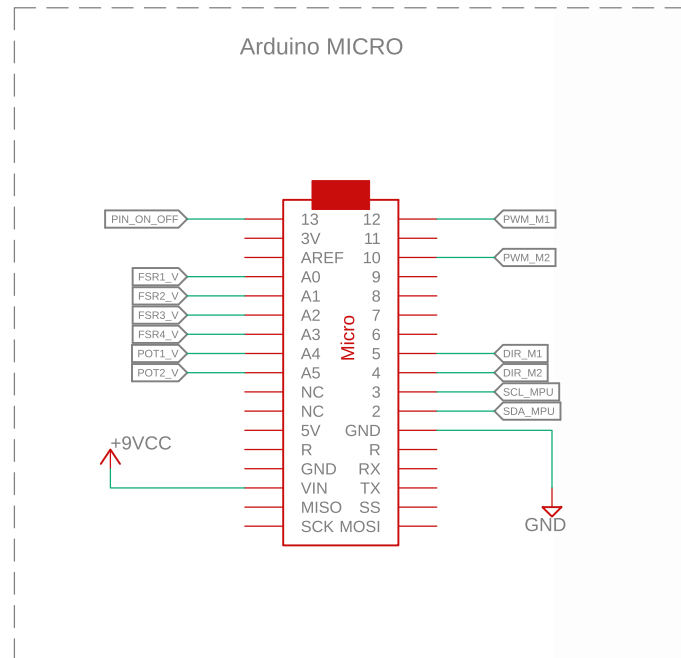 Arduino MICRO
PIN_ON_OFF 13 12 PWM_M1
3V 11
AREF 10 PWM_M2
FSR1_V A0 9
FSR2_V A1 8
FSR3_V A2 7
FSR4_V A3 6
Micro
POT1_V A4 5 DIR_M1
POT2_V A5 4 DIR_M2
NC 3 SCL_MPU
NC 2 SDA_MPU
5V GND
+9VCC
R R
GND RX
VIN TX
MISO SS
SCK MOSI
GND